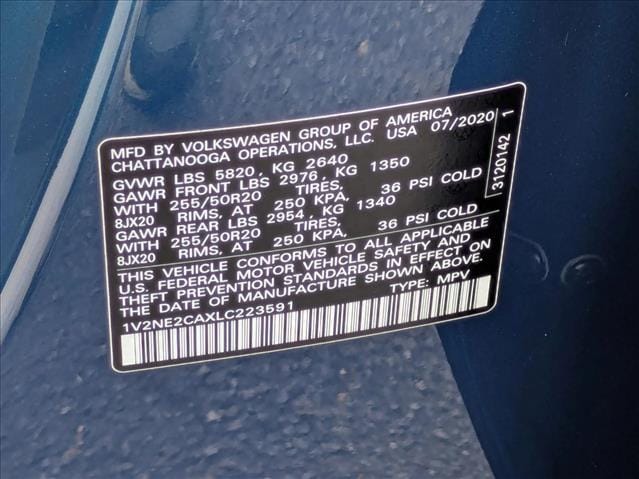 MFD BY VOLKSWAGEN GROUP OF AMERICA
CHATTANOOGA OPERATIONS, LLC. USA 07/2020
GVWR LBS 5820, KG 2640
GAWR FRONT LBS 2976, KG 1350
WITH 255/50R20 TIRES, 36 PSI COLD
8JX20 RIMS, AT 250 KPA,
GAWR REAR LBS 2954, KG 1340
WITH 255/50R20 TIRES, 36 PSI COLD
8JX20 RIMS, AT 250 KPA,
THIS VEHICLE CONFORMS TO ALL APPLICABLE
U.S. FEDERAL MOTOR VEHICLE SAFETY AND
THEFT PREVENTION STANDARDS IN EFFECT ON
THE DATE OF MANUFACTURE SHOWN ABOVE.
1V2NE2CAXLC223591 TYPE: MPV
3120142 1